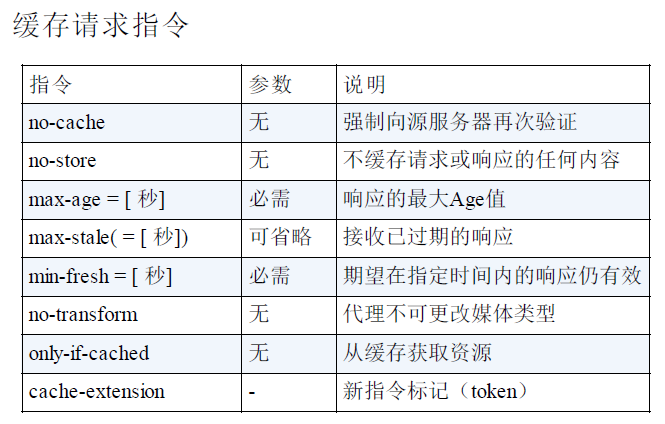 缓存请求指令
指令 参数 说明
no-cache 无 强制向源服务器再次验证
no-store 无 不缓存请求或响应的任何内容
max-age = [ 秒] 必需 响应的最大Age值
max-stale( = [ 秒]) 可省略 接收已过期的响应
min-fresh = [ 秒] 必需 期望在指定时间内的响应仍有效
no-transform 无 代理不可更改媒体类型
only-if-cached 无 从缓存获取资源
cache-extension - 新指令标记（token）